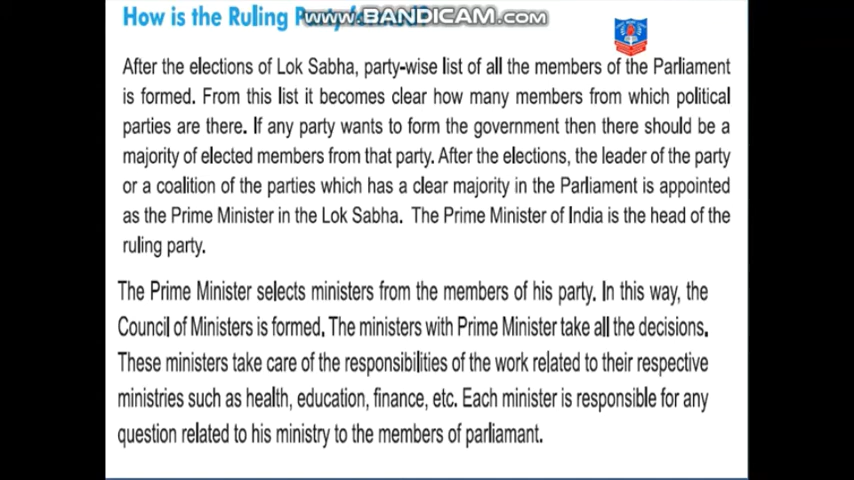 How is the Ruling
www.BANDICAM.com
After the elections of Lok Sabha, party-wise list of all the members of the Parliament
is formed. From this list it becomes clear how many members from which political
parties are there. If any party wants to form the government then there should be a
majority of elected members from that party. After the elections, the leader of the party
or a coalition of the parties which has a clear majority in the Parliament is appointed
as the Prime Minister in the Lok Sabha. The Prime Minister of India is the head of the
ruling party.
The Prime Minister selects ministers from the members of his party. In this way, the
Council of Ministers is formed. The ministers with Prime Minister take all the decisions.
These ministers take care of the responsibilities of the work related to their respective
ministries such as health, education, finance, etc. Each minister is responsible for any
question related to his ministry to the members of parliamant.